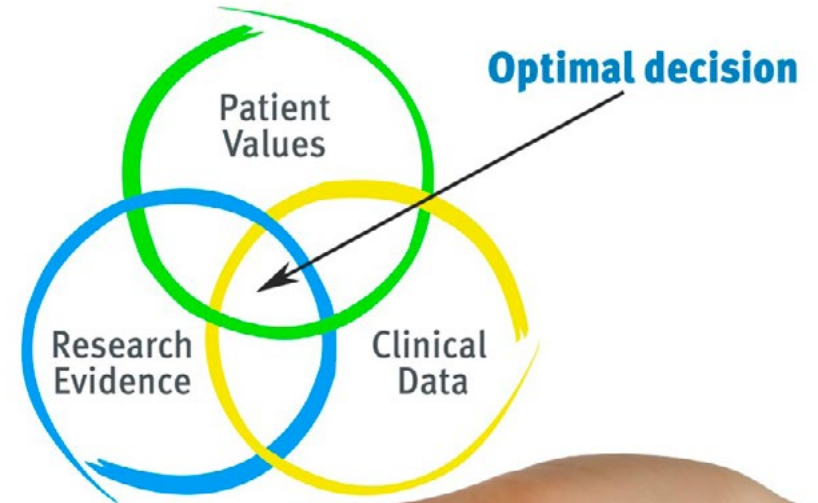 Optimal decision
Patient
Values
Research
Evidence
Clinical
Data